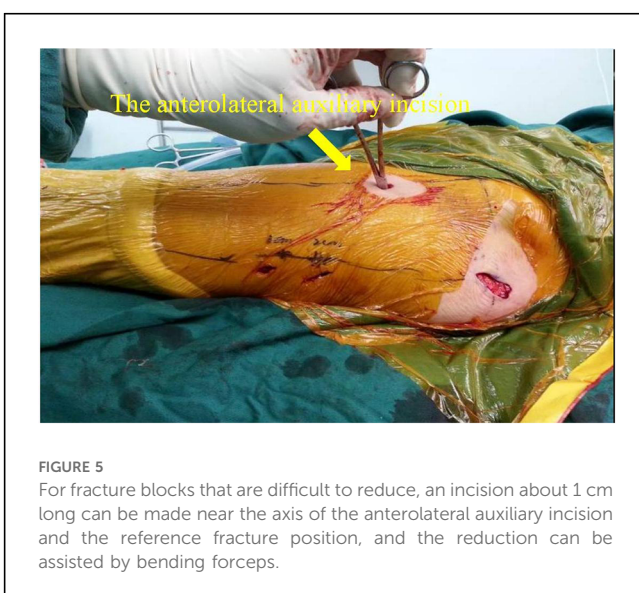 The anterolateral auxiliary incision
FIGURE 5
For fracture blocks that are difficult to reduce, an incision about 1 cm
long can be made near the axis of the anterolateral auxiliary incision
and the reference fracture position, and the reduction can be
assisted by bending forceps.